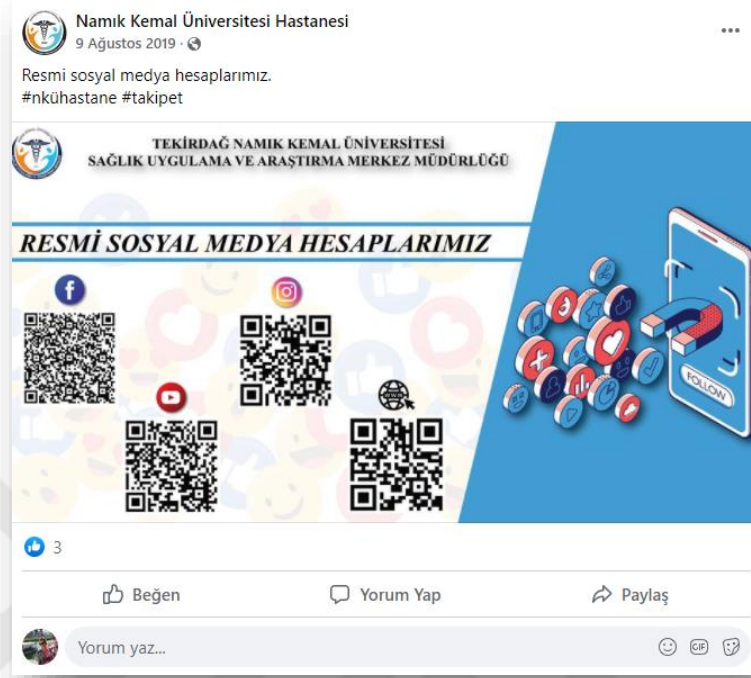 Namık Kemal Üniversitesi Hastanesi
9 Ağustos 2019 ·
Resmi sosyal medya hesaplarımız.
#nkühastane #takipet
TEKİRDAĞ NAMIK KEMAL ÜNİVERSİTESİ
SAĞLIK UYGULAMA VE ARAŞTIRMA MERKEZ MÜDÜRLÜĞÜ
RESMİ SOSYAL MEDYA HESAPLARIMIZ
FOLLOW
3
Beğen
Yorum Yap
Paylaş
Yorum yaz...
GIF